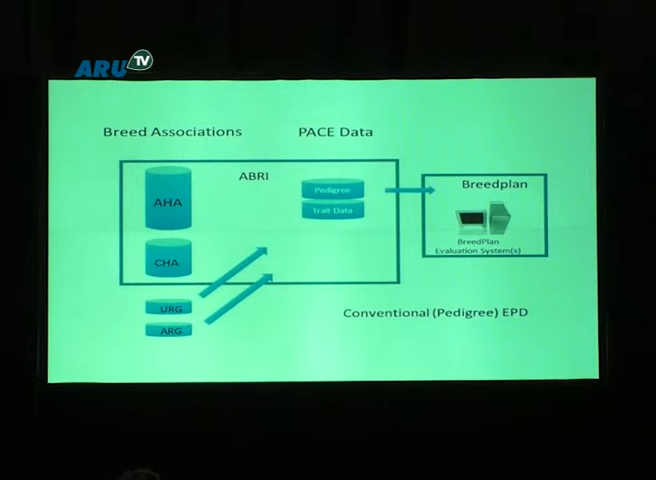 ARU TV
Breed Associations
PACE Data
ABRI
AHA
Pedigree
Trait Data
Breedplan
BreedPlan
Evaluation System(s)
CHA
URG
ARG
Conventional (Pedigree) EPD